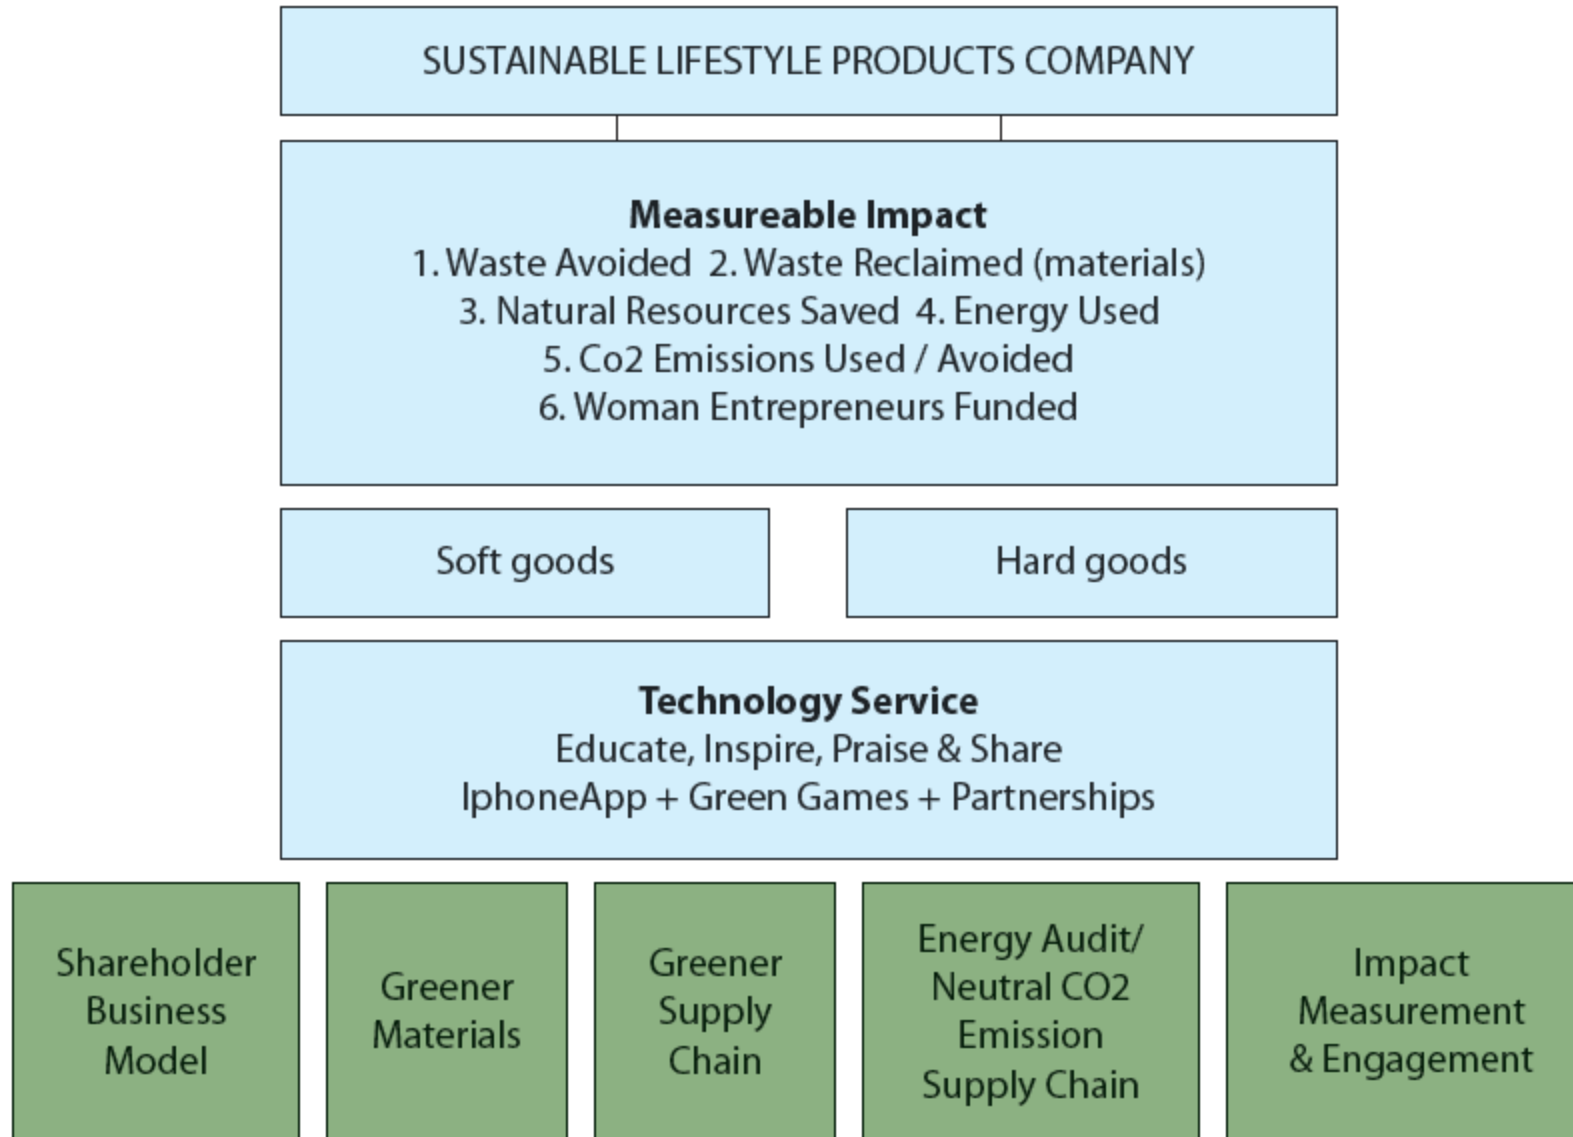 SUSTAINABLE LIFESTYLE PRODUCTS COMPANY
Measureable Impact
1. Waste Avoided 2. Waste Reclaimed (materials)
3. Natural Resources Saved 4. Energy Used
5. Co2 Emissions Used / Avoided
6. Woman Entrepreneurs Funded
Soft goods
Hard goods
Technology Service
Educate, Inspire, Praise & Share
IphoneApp + Green Games + Partnerships
Shareholder
Business
Model
Greener
Materials
Greener
Supply
Chain
Energy Audit/
Neutral CO2
Emission
Supply Chain
Impact
Measurement
& Engagement